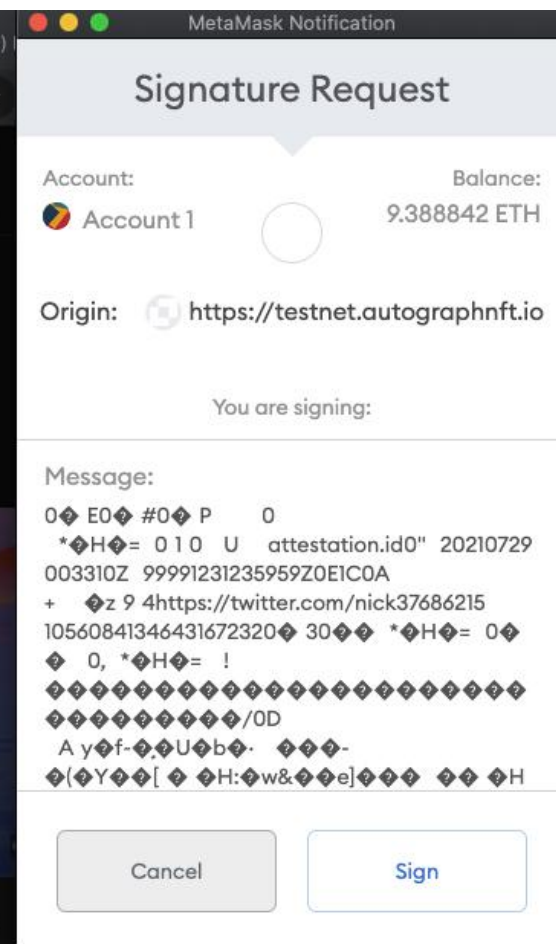 MetaMask Notification
Signature Request
Account:
Balance:
Account 1
9.388842 ETH
Origin: https://testnet.autographnft.io
You are signing:
Message:
0� E0� #0� P 0
*�H�= 0 1 0 U attestation.id0" 20210729
003310Z 99991231235959Z0E1C0A
+ �z 9 4https://twitter.com/nick37686215
10560841346431672320� 30�� *�H�= 0�
� 0, *�H�= !
��������������������������
����������/0D
A y�f-�̣�U�b�· ���-
�(�Y��[ � �H:�w&��e]��� �� �H
Cancel
Sign